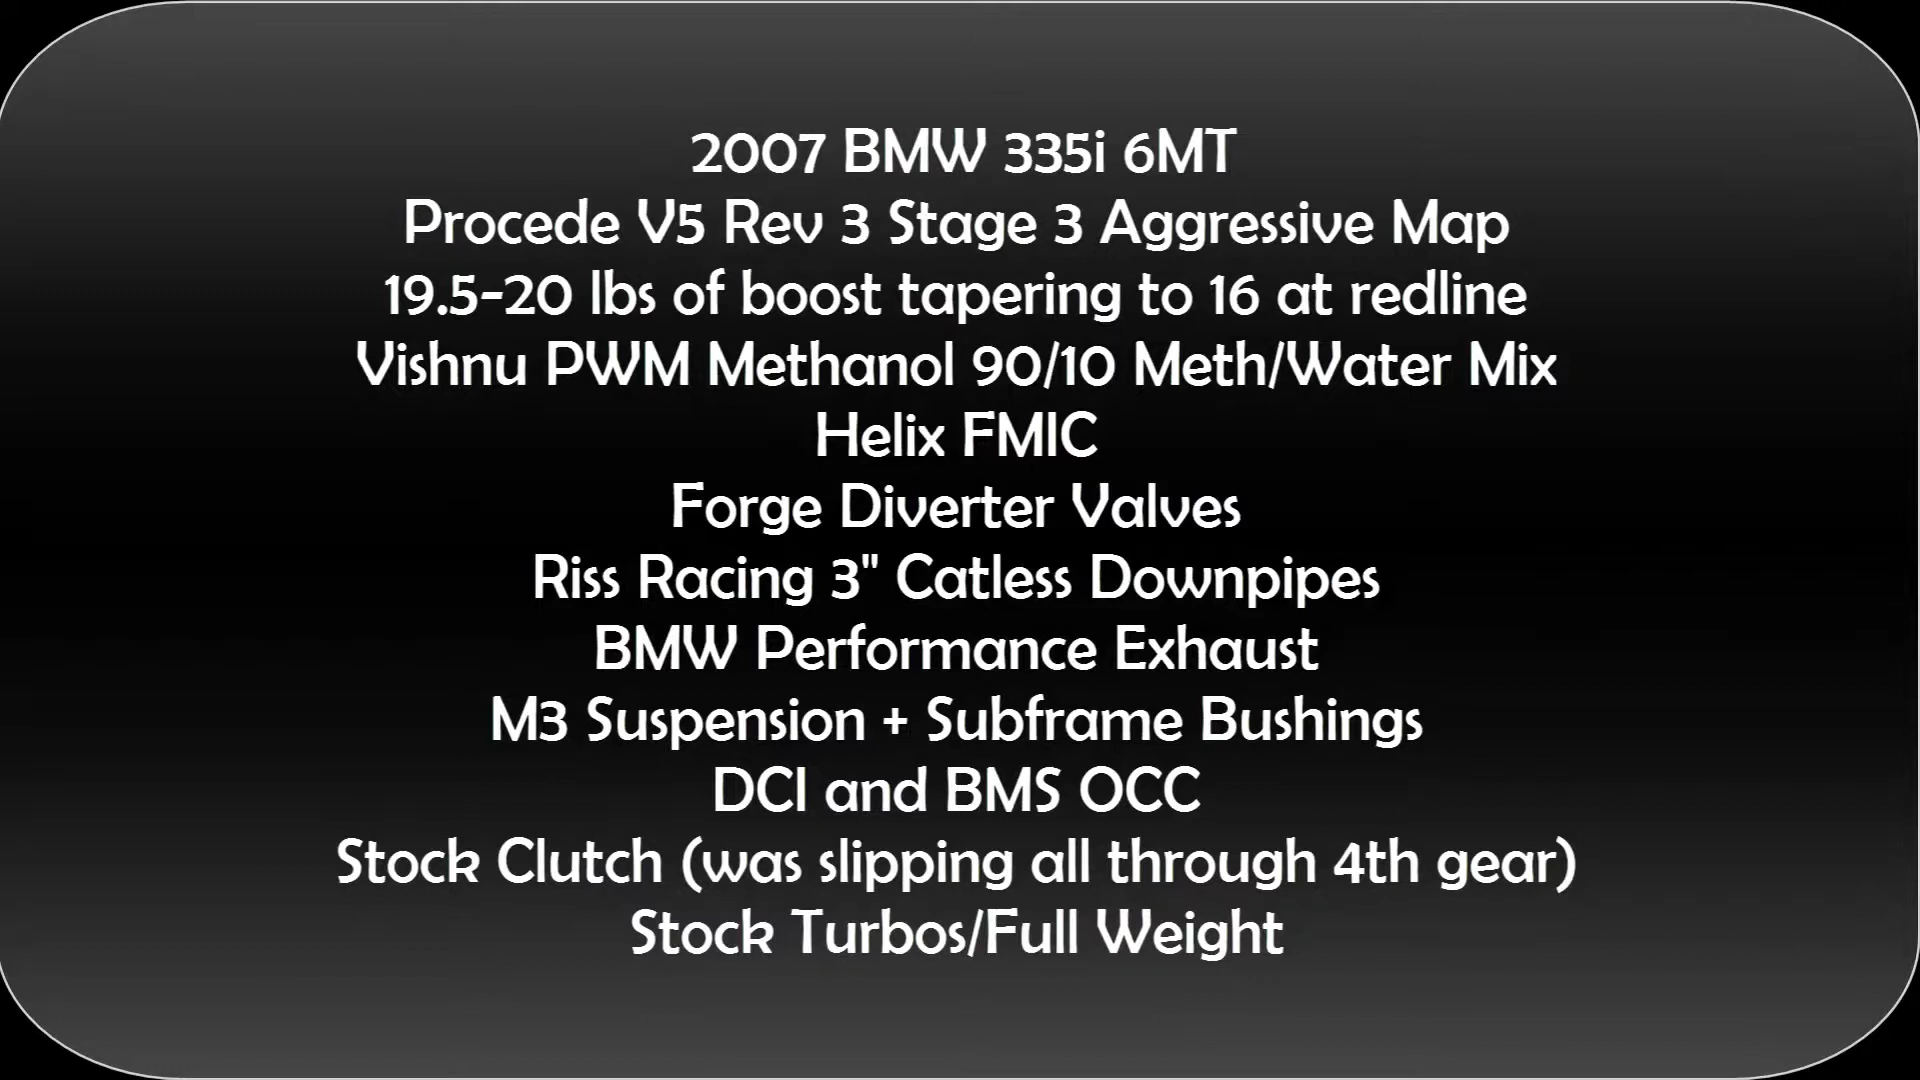 2007 BMW 335i 6MT
Procede V5 Rev 3 Stage 3 Aggressive Map
19.5-20 lbs of boost tapering to 16 at redline
Vishnu PWM Methanol 90/10 Meth/Water Mix
Helix FMIC
Forge Diverter Valves
Riss Racing 3" Catless Downpipes
BMW Performance Exhaust
M3 Suspension + Subframe Bushings
DCI and BMS OCC
Stock Clutch (was slipping all through 4th gear)
Stock Turbos/Full Weight